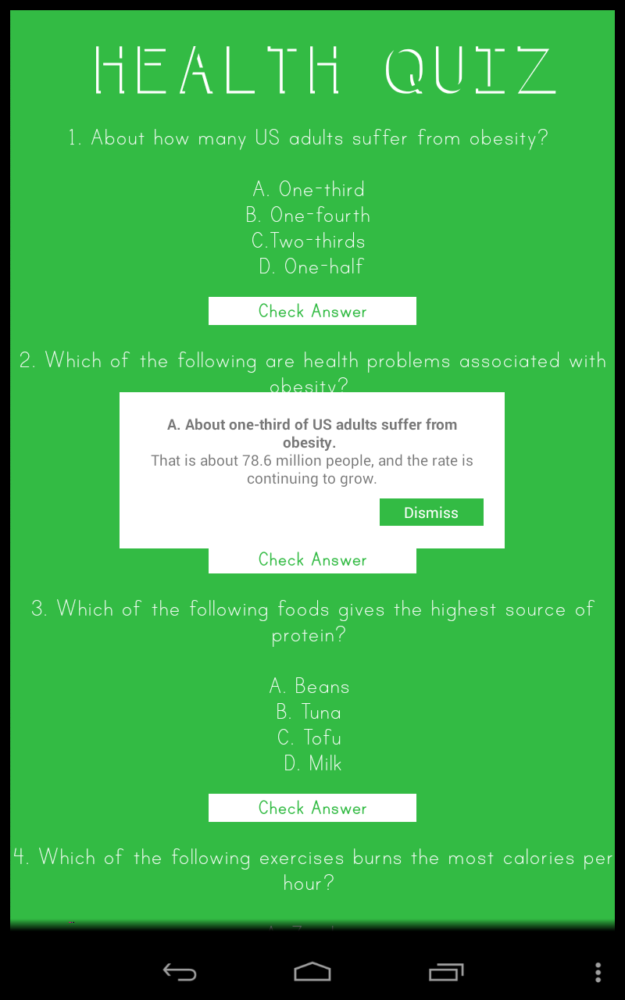 HEALTH QUIZ
1. About how many US adults suffer from obesity?
A. One-third
B. One-fourth
C.Two-thirds
D. One-half
Check Answer
2. Which of the following are health problems associated with
obesity?
A. About one-third of US adults suffer from
obesity.
That is about 78.6 million people, and the rate is
continuing to grow.
Dismiss
Check Answer
3. Which of the following foods gives the highest source of
protein?
A. Beans
B. Tuna
C. Tofu
D. Milk
Check Answer
4. Which of the following exercises burns the most calories per
hour?